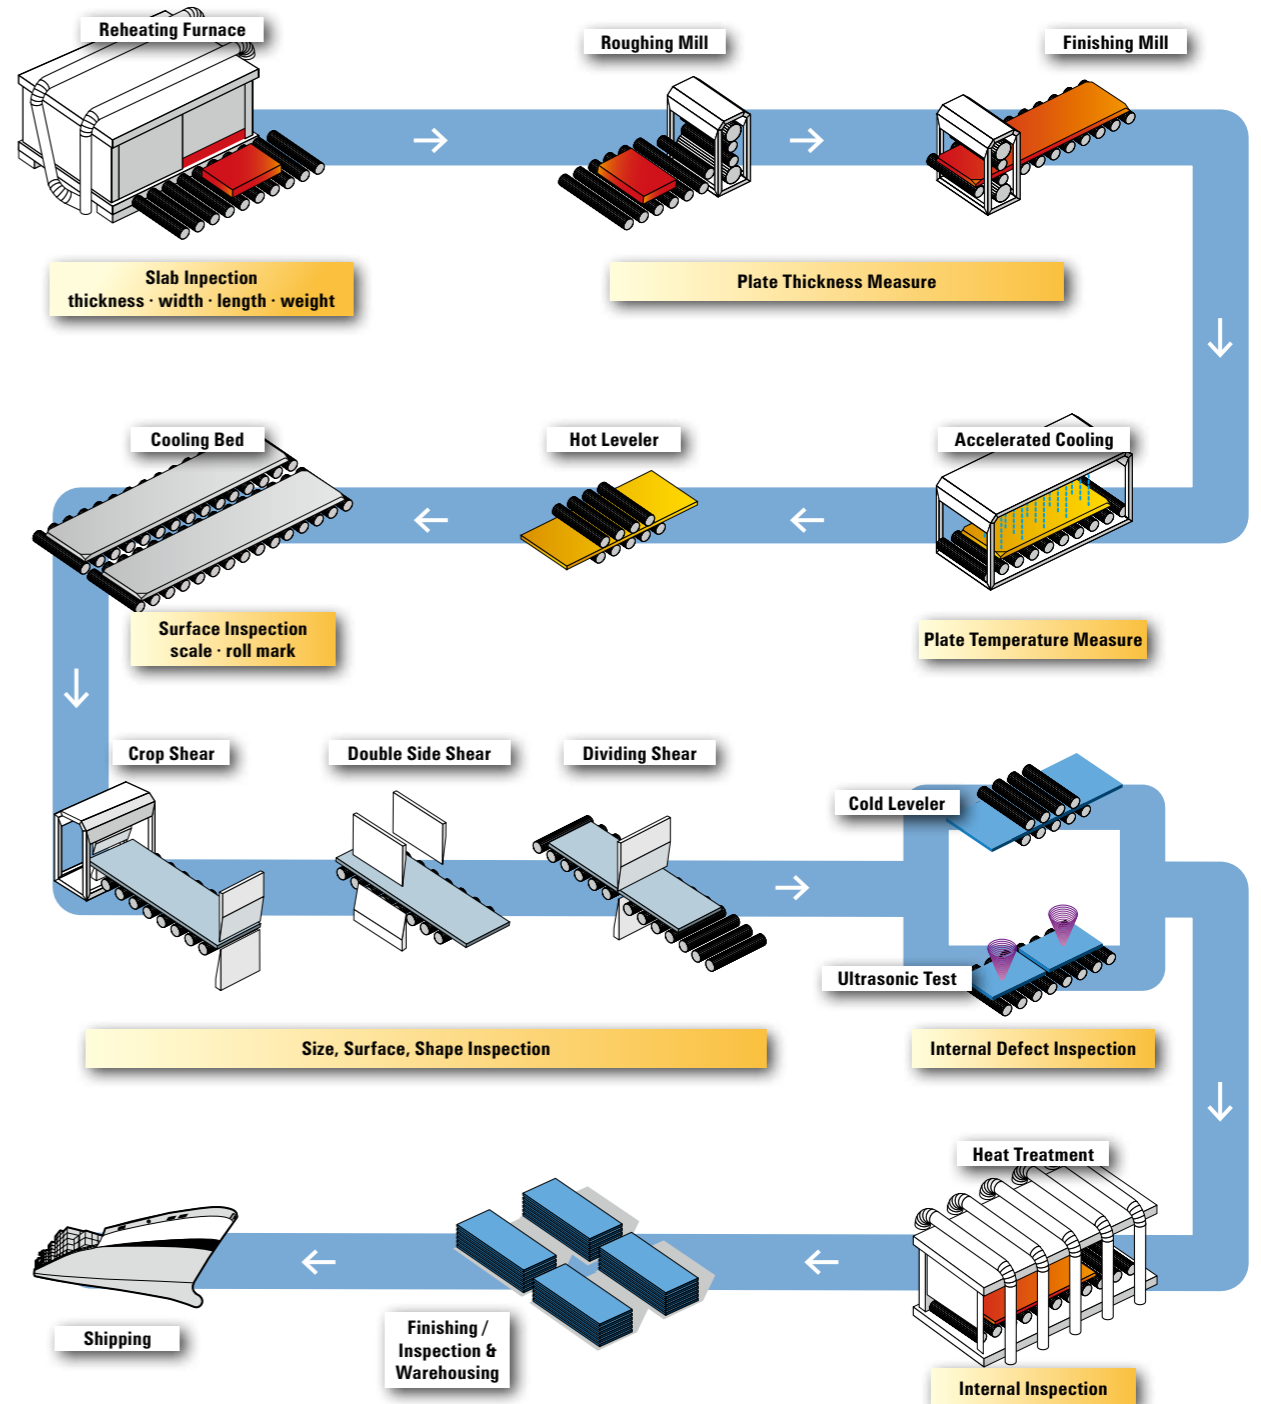 Reheating Furnace
Roughing Mill
Finishing Mill
Slab Inpection
thickness · width · length · weight
Plate Thickness Measure
Cooling Bed
Hot Leveler
Accelerated Cooling
Surface Inspection
scale · roll mark
Plate Temperature Measure
Crop Shear
Double Side Shear
Dividing Shear
Cold Leveler
Ultrasonic Test
Size, Surface, Shape Inspection
Internal Defect Inspection
Heat Treatment
Shipping
Finishing /
Inspection &
Warehousing
Internal Inspection